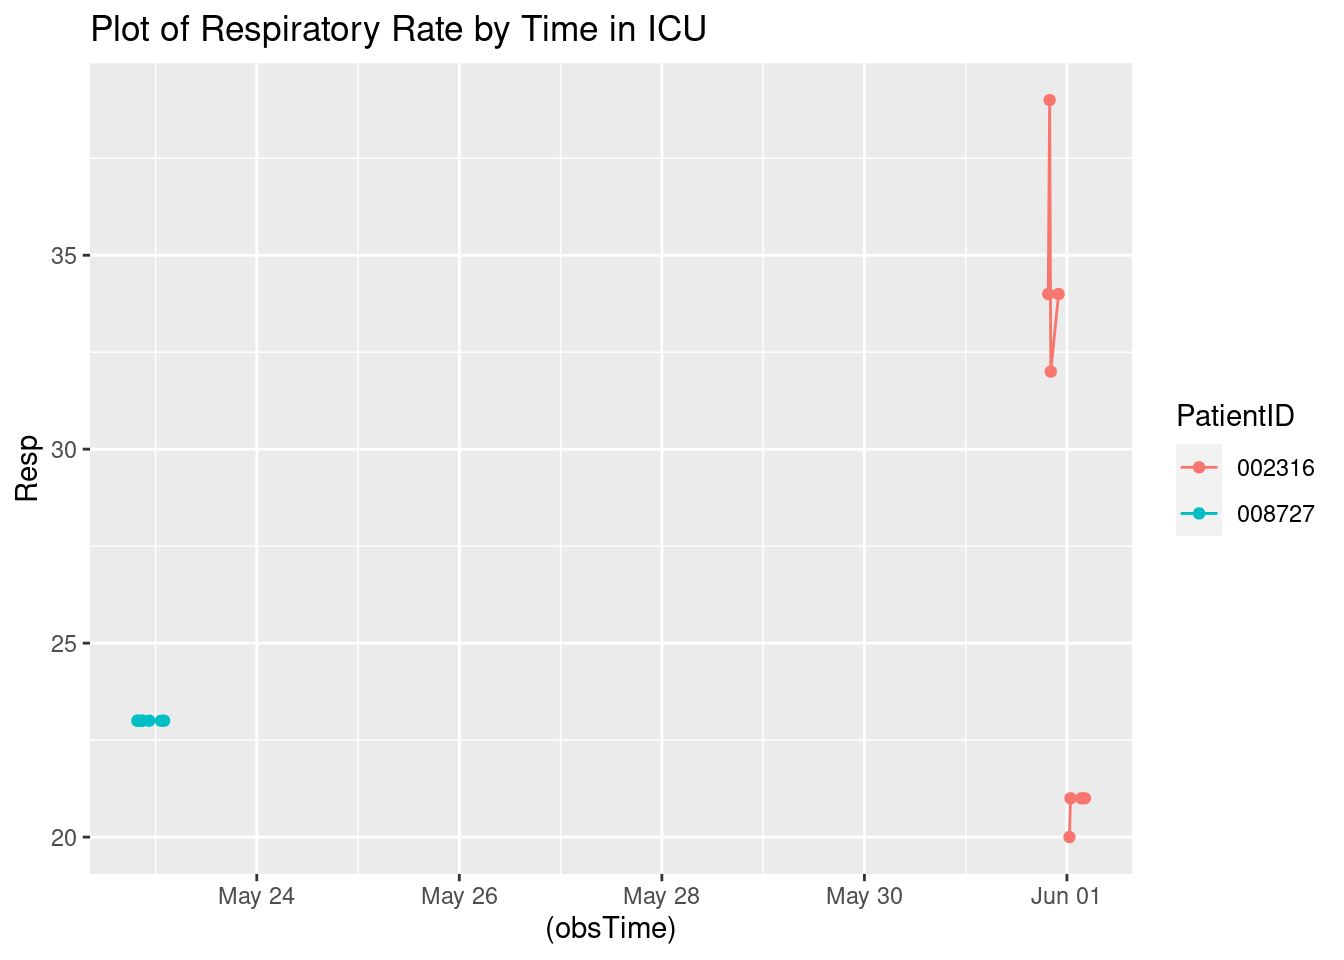 Plot of Respiratory Rate by Time in ICU
Resp
35
30
25
20
May 24
May 26
May 28
May 30
Jun 01
(obsTime)
PatientID
002316
008727